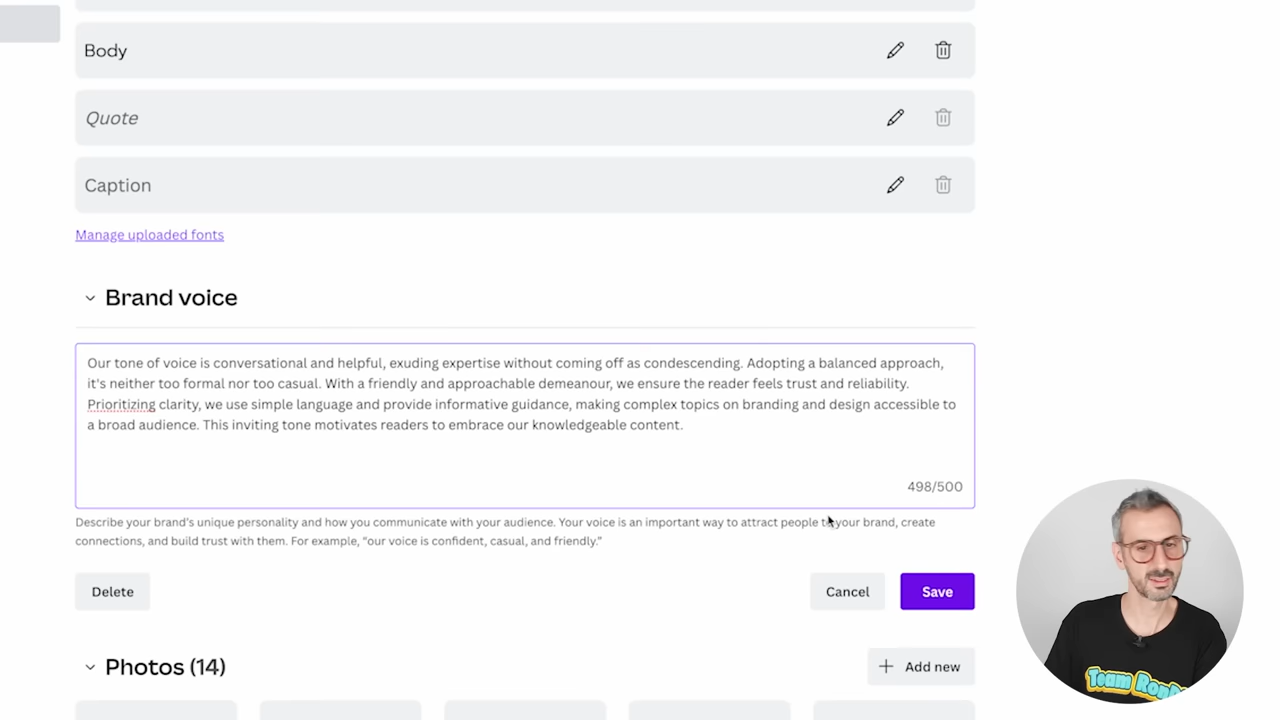 Body
Quote
Caption
Manage uploaded fonts
Brand voice
Our tone of voice is conversational and helpful, exuding expertise without coming off as condescending. Adopting a balanced approach,
it's neither too formal nor too casual. With a friendly and approachable demeanour, we ensure the reader feels trust and reliability.
Prioritizing clarity, we use simple language and provide informative guidance, making complex topics on branding and design accessible to
a broad audience. This inviting tone motivates readers to embrace our knowledgeable content.
498/500
Describe your brand's unique personality and how you communicate with your audience. Your voice is an important way to attract people to your brand, create
connections, and build trust with them. For example, "our voice is confident, casual, and friendly."
Delete
Cancel
Save
Photos (14)
Add new
Team